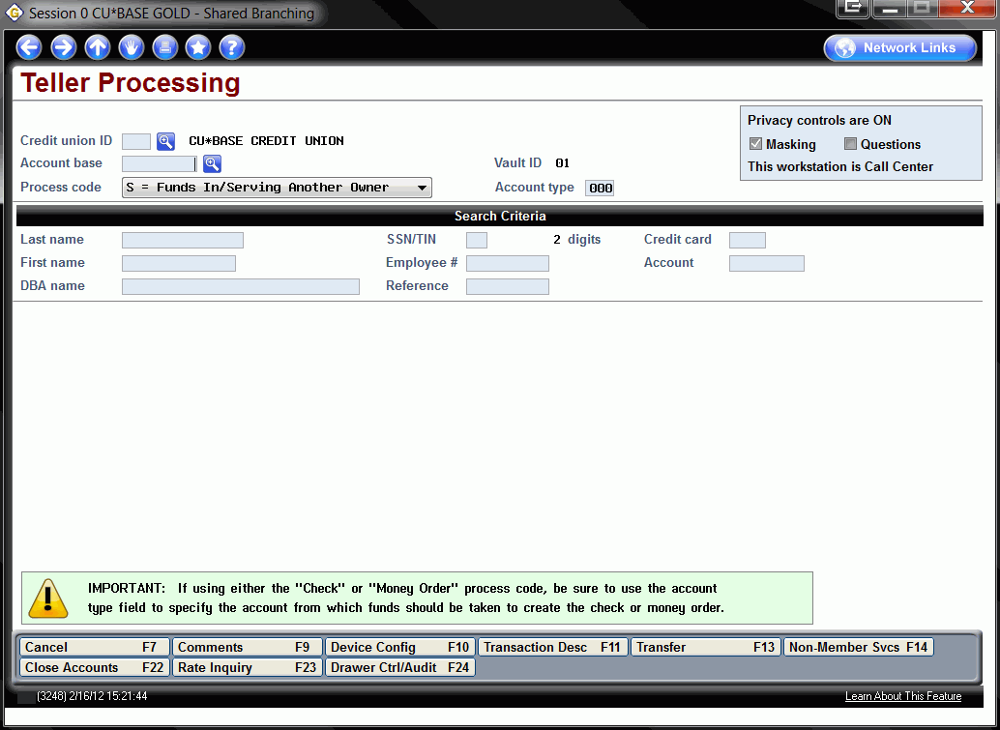 Session 0 CU*BASE GOLD - Shared Branching
Network Links
Teller Processing
Privacy controls are ON
Credit union ID CU*BASE CREDIT UNION
Masking Questions
Account base Vault ID 01
This workstation is Call Center
Process code S = Funds In/Serving Another Owner Account type 000
Search Criteria
Last name SSN/TIN 2 digits Credit card
First name Employee # Account
DBA name Reference
IMPORTANT: If using either the "Check" or "Money Order" process code, be sure to use the account
type field to specify the account from which funds should be taken to create the check or money order.
Cancel F7 Comments F9 Device Config F10 Transaction Desc F11 Transfer F13 Non-Member Svcs F14
Close Accounts F22 Rate Inquiry F23 Drawer Ctrl/Audit F24
(3248) 2/16/12 15:21:44 Learn About This Feature